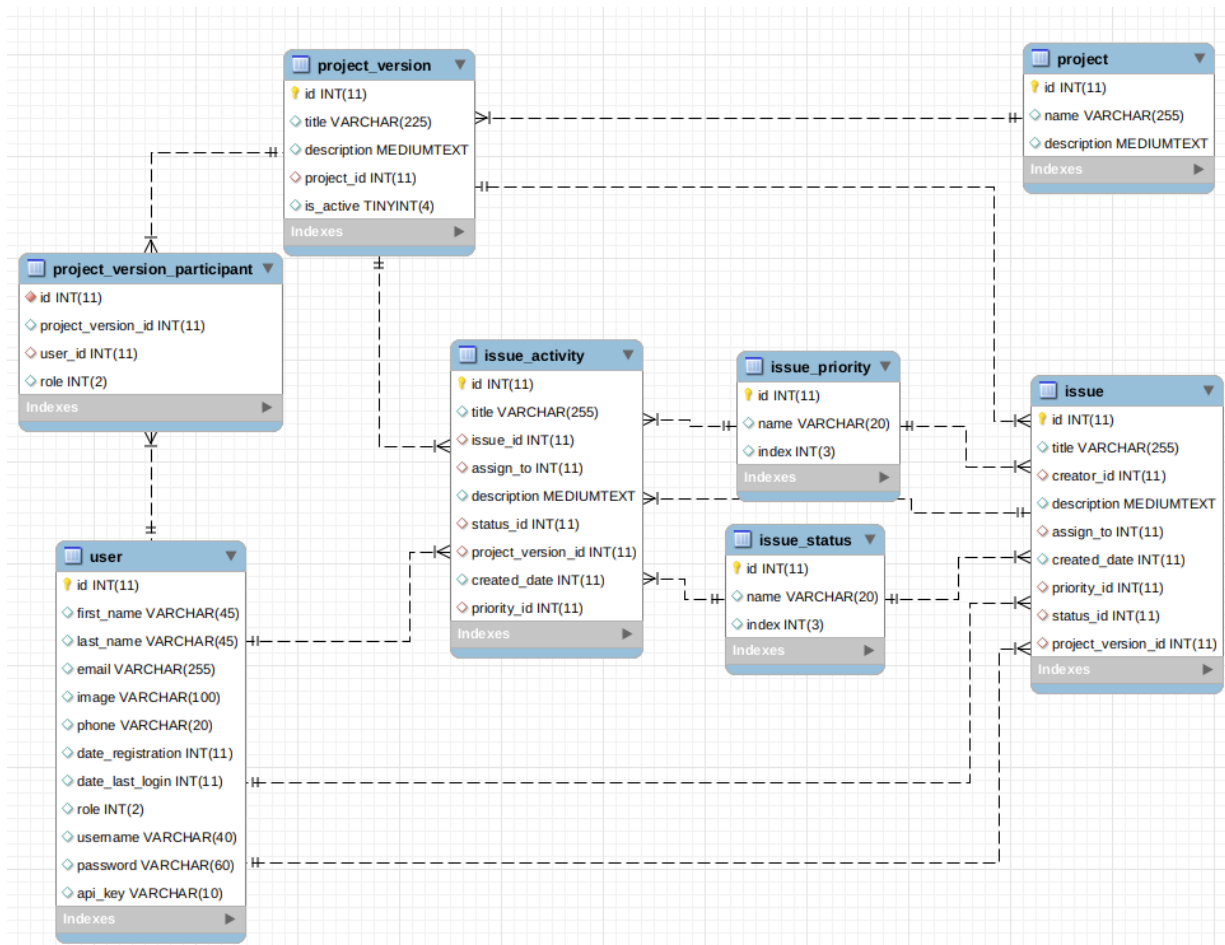 project_version
id INT(11)
title VARCHAR(225)
description MEDIUMTEXT
project_id INT(11)
is_active TINYINT(4)
Indexes
project
id INT(11)
name VARCHAR(255)
description MEDIUMTEXT
Indexes
project_version_participant
id INT(11)
project_version_id INT(11)
user_id INT(11)
role INT(2)
Indexes
issue_activity
id INT(11)
title VARCHAR(255)
issue_id INT(11)
assign_to INT(11)
description MEDIUMTEXT
status_id INT(11)
project_version_id INT(11)
created_date INT(11)
priority_id INT(11)
Indexes
issue_priority
id INT(11)
name VARCHAR(20)
index INT(3)
Indexes
issue
id INT(11)
title VARCHAR(255)
creator_id INT(11)
description MEDIUMTEXT
assign_to INT(11)
created_date INT(11)
priority_id INT(11)
status_id INT(11)
project_version_id INT(11)
Indexes
issue_status
id INT(11)
name VARCHAR(20)
index INT(3)
Indexes
user
id INT(11)
first_name VARCHAR(45)
last_name VARCHAR(45)
email VARCHAR(255)
image VARCHAR(100)
phone VARCHAR(20)
date_registration INT(11)
date_last_login INT(11)
role INT(2)
username VARCHAR(40)
password VARCHAR(60)
api_key VARCHAR(10)
Indexes